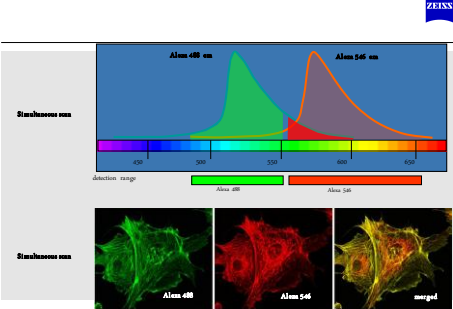 ZEISS
Alexa 488 em
Alexa 546 em
Simultaneous scan
450
500
550
600
650
detection range
Alexa 488
Alexa 546
Simultaneous scan
Alexa 488
Alexa 546
merged